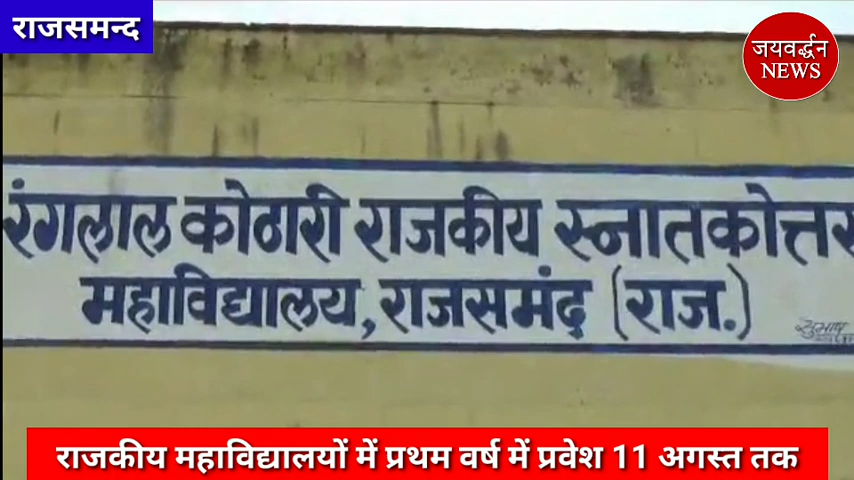 राजसमन्द
जयवर्द्धन
NEWS
रंगलाल कोठारी राजकीय स्नातकोत्तर
महाविद्यालय, राजसमंद (राज.)
सुभाष
राजकीय महाविद्यालयों में प्रथम वर्ष में प्रवेश 11 अगस्त तक